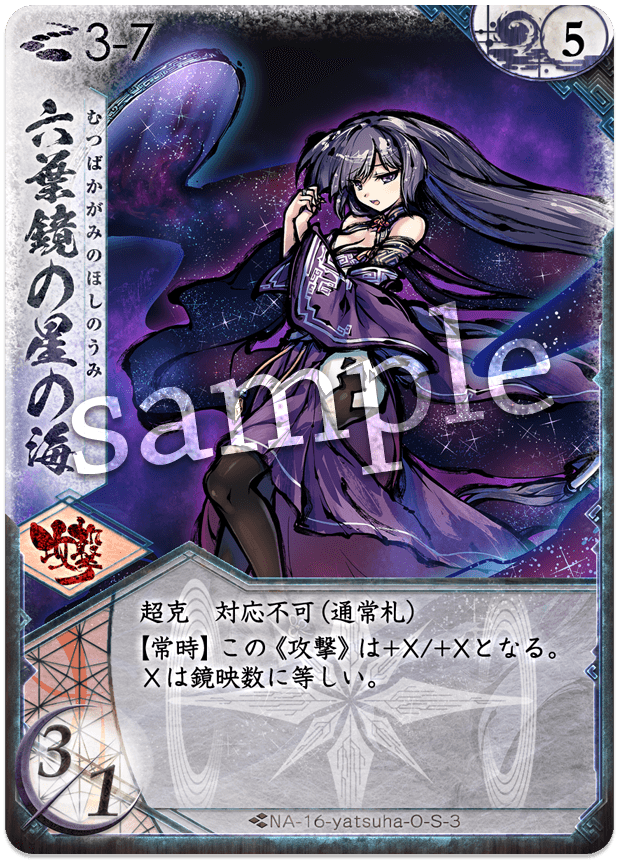 3-7
5
六葉鏡の星の海
むつばかがみのほしのうみ
sample
攻撃
超克 対応不可(通常札)
【常時】この《攻撃》は+X/+Xとなる。
Xは鏡映数に等しい。
3/1
NA-16-yatsuha-O-S-3